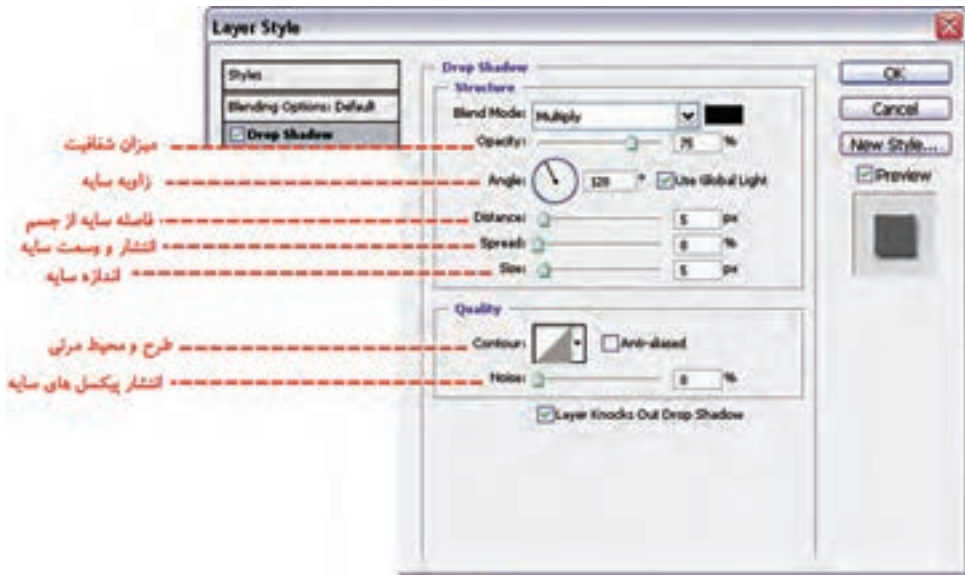 Layer Style
Styles
Blending Options: Default
Drop Shadow
Drop Shadow
Structure
Blend Mode: Multiply
میزان شفافیت Opacity: 75 %
زاویه سایه Angle: 120 ° Use Global Light
فاصله سایه از جسم Distance: 5 px
انتشار و وسعت سایه Spread: 0 %
اندازه سایه Size: 5 px
Quality
طرح و محیط مرئی Contour: Anti-aliased
انتشار پیکسل های سایه Noise: 0 %
Layer Knocks Out Drop Shadow
OK
Cancel
New Style...
Preview